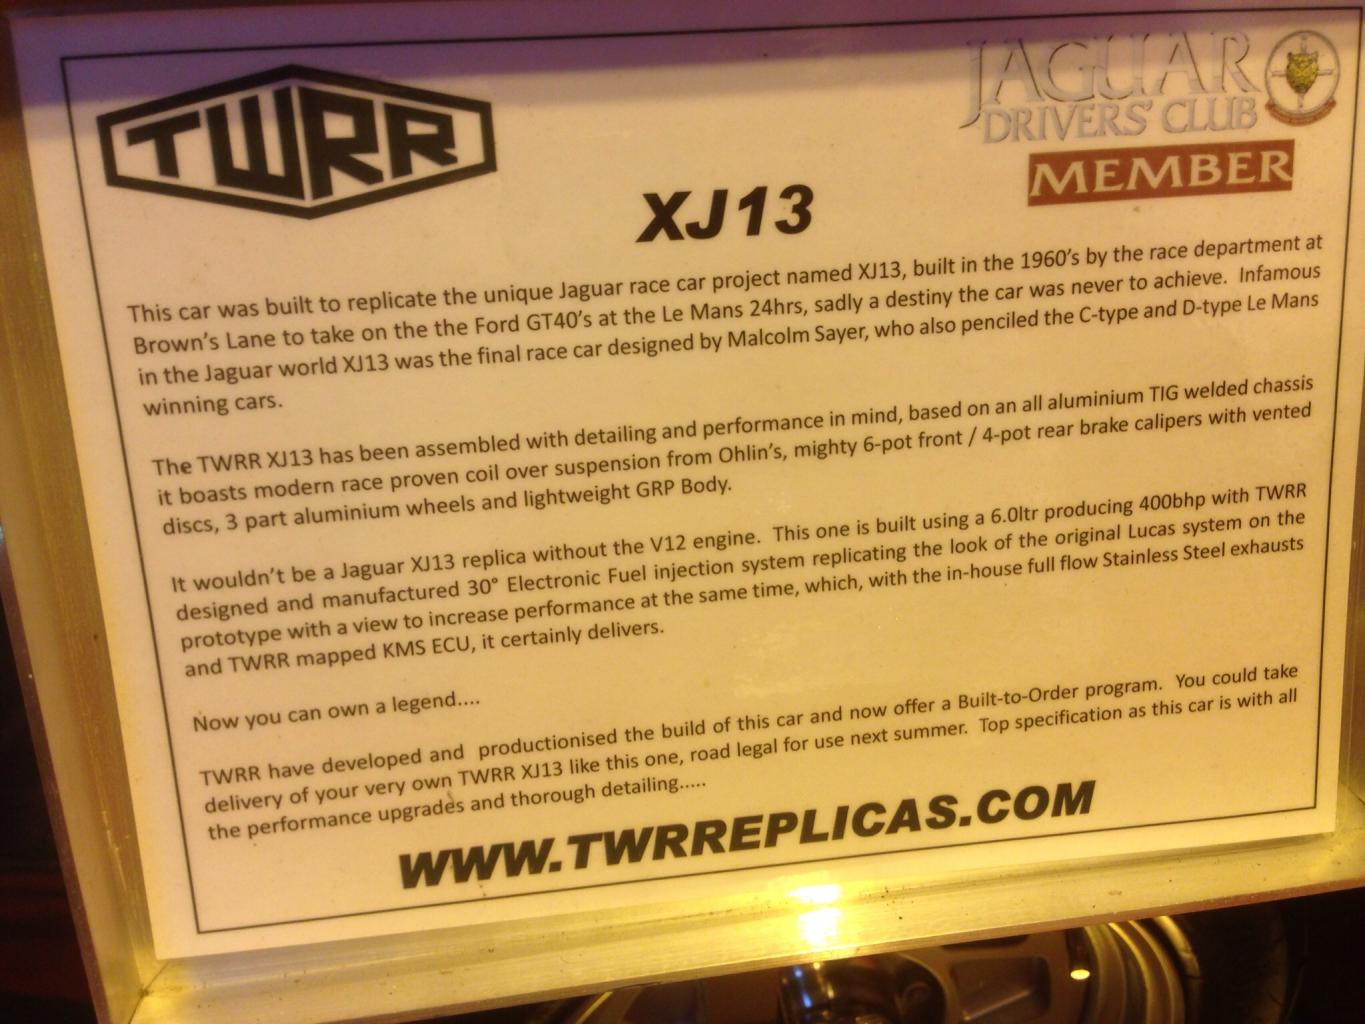 TWRR
JAGUAR
DRIVERS' CLUB
MEMBER
XJ13
This car was built to replicate the unique Jaguar race car project named XJ13, built in the 1960's by the race department at
Brown's Lane to take on the the Ford GT40's at the Le Mans 24hrs, sadly a destiny the car was never to achieve. Infamous
in the Jaguar world XJ13 was the final race car designed by Malcolm Sayer, who also penciled the C-type and D-type Le Mans
winning cars.
The TWRR XJ13 has been assembled with detailing and performance in mind, based on an all aluminium TIG welded chassis
it boasts modern race proven coil over suspension from Ohlin's, mighty 6-pot front / 4-pot rear brake calipers with vented
discs, 3 part aluminium wheels and lightweight GRP Body.
It wouldn't be a Jaguar XJ13 replica without the V12 engine. This one is built using a 6.0ltr producing 400bhp with TWRR
designed and manufactured 30° Electronic Fuel injection system replicating the look of the original Lucas system on the
prototype with a view to increase performance at the same time, which, with the in-house full flow Stainless Steel exhausts
and TWRR mapped KMS ECU, it certainly delivers.
Now you can own a legend....
TWRR have developed and productionised the build of this car and now offer a Built-to-Order program. You could take
delivery of your very own TWRR XJ13 like this one, road legal for use next summer. Top specification as this car is with all
the performance upgrades and thorough detailing.....
WWW.TWRREPLICAS.COM